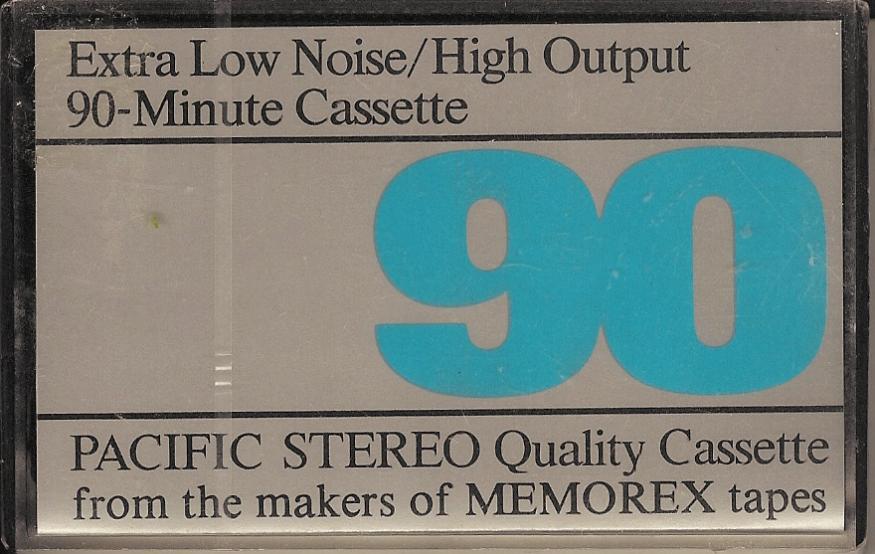 Extra Low Noise/High Output
90-Minute Cassette
90
PACIFIC STEREO Quality Cassette
from the makers of MEMOREX tapes